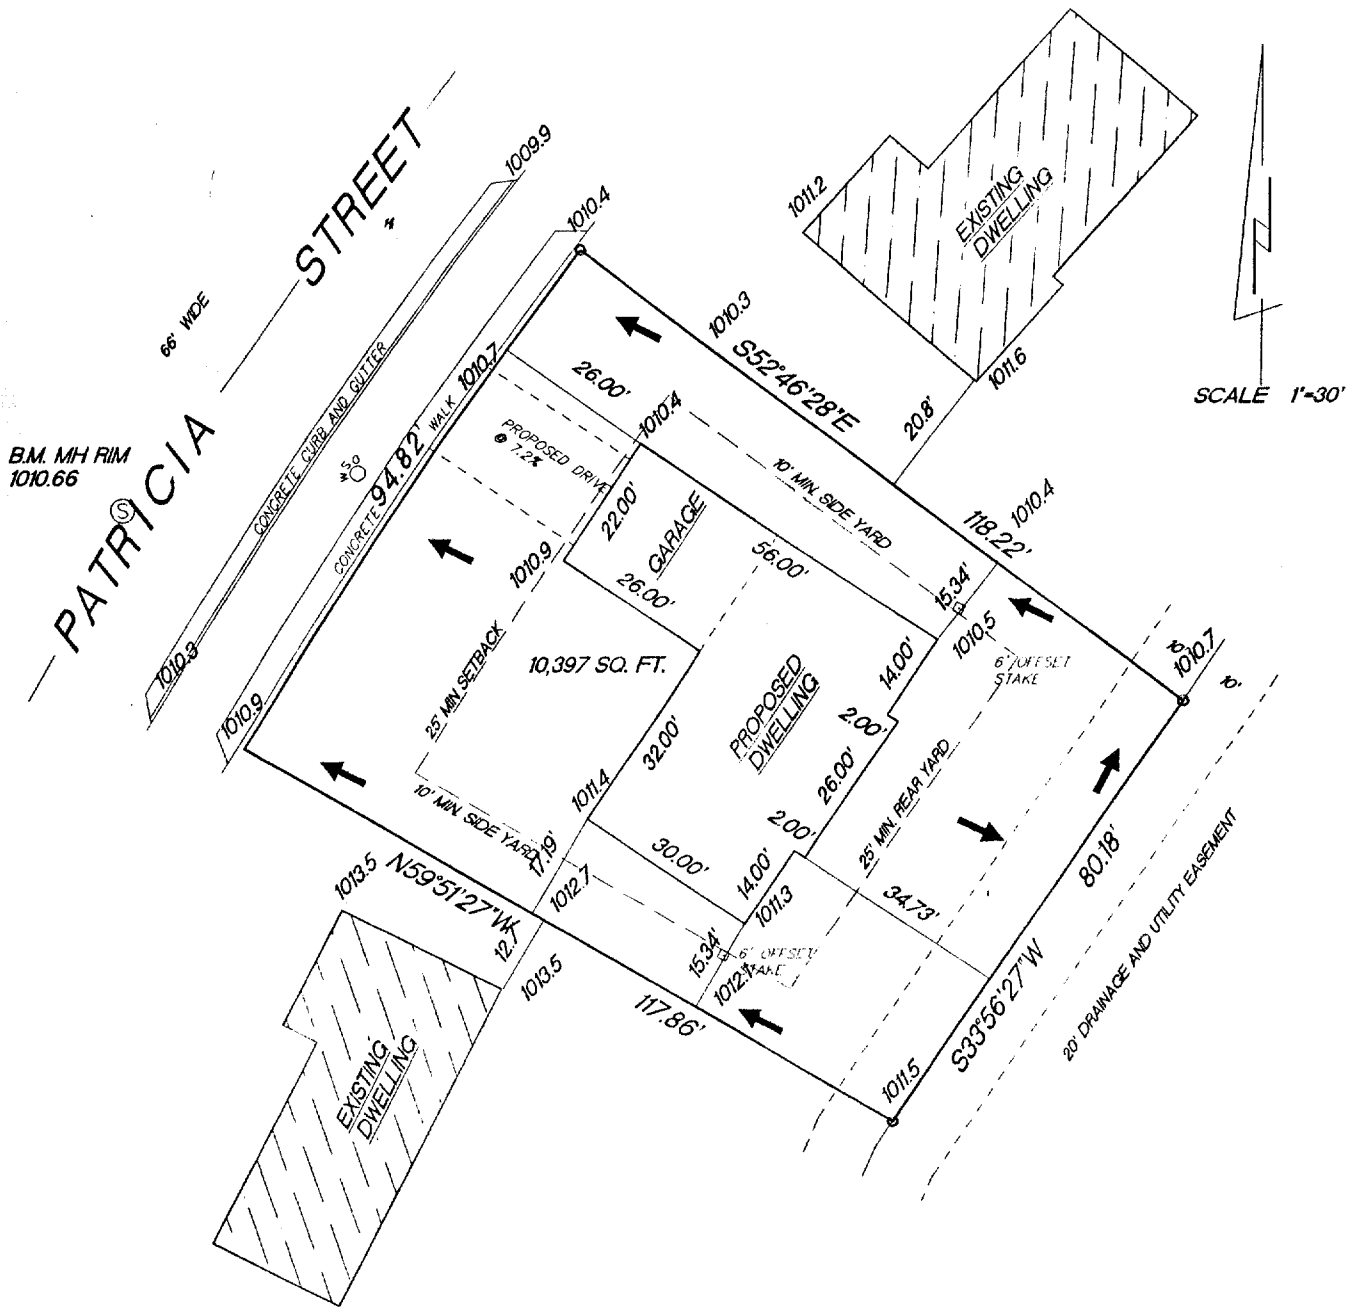 PATRICIA STREET
66' WIDE
B.M. MH RIM
1010.66
S
CONCRETE CURB AND GUTTER
CONCRETE WALK
94.82'
W S.O
1009.9
1010.4
1010.7
1010.3
1010.9
1010.3
S52°46'28"E
118.22'
1011.2
EXISTING
DWELLING
1011.6
20.8'
SCALE 1"=30'
26.00'
1010.4
PROPOSED DRIVE
@ 7.2%
22.00'
GARAGE
26.00'
1010.9
56.00'
10' MIN. SIDE YARD
1010.4
15.34'
1010.5
6' OFFSET
STAKE
10'
1010.7
10'
25' MIN SETBACK
10,397 SQ. FT.
PROPOSED
DWELLING
14.00'
2.00'
26.00'
2.00'
14.00'
32.00'
1011.4
30.00'
25' MIN. REAR YARD
34.73'
1011.3
10' MIN. SIDE YARD
17.19'
1012.7
15.34'
6' OFFSET
STAKE
1012.1
N59°51'27"W
117.86'
1013.5
12.7'
1013.5
EXISTING
DWELLING
1011.5
S33°56'27"W
80.18'
20' DRAINAGE AND UTILITY EASEMENT